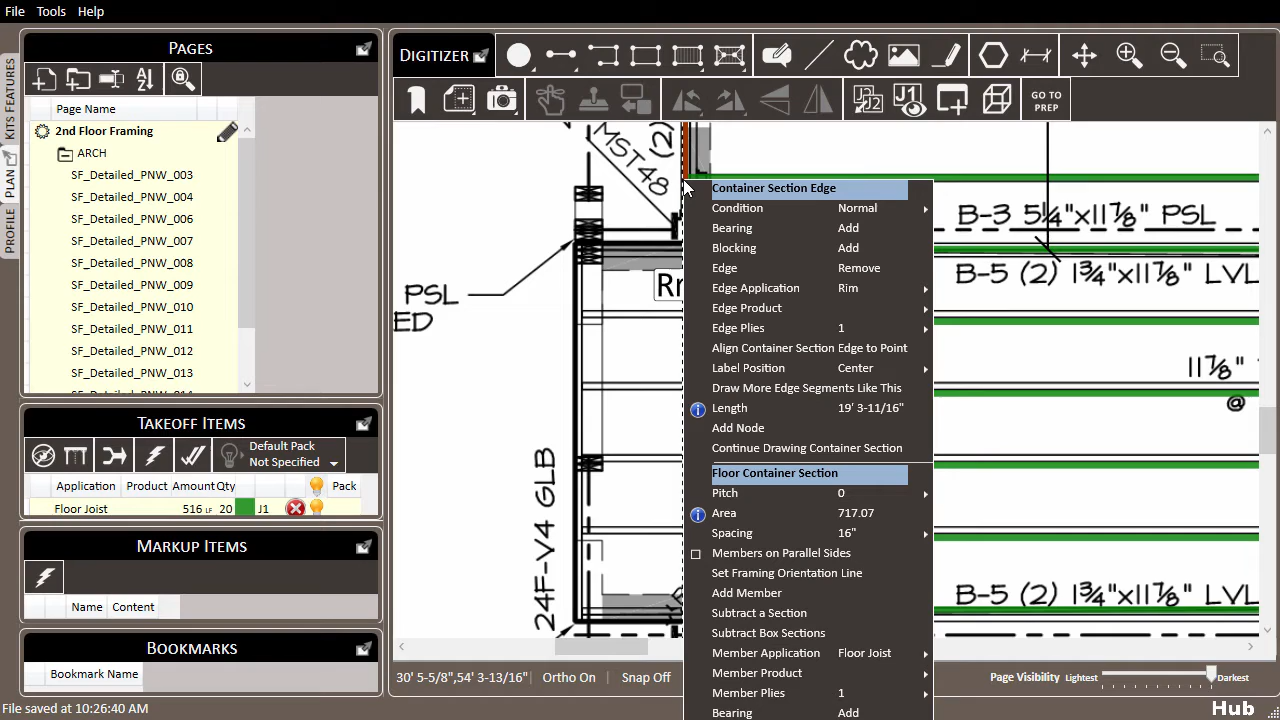 File Tools Help
PAGES
Page Name
2nd Floor Framing
ARCH
SF_Detailed_PNW_003
SF_Detailed_PNW_004
SF_Detailed_PNW_006
SF_Detailed_PNW_007
SF_Detailed_PNW_008
SF_Detailed_PNW_009
SF_Detailed_PNW_010
SF_Detailed_PNW_011
SF_Detailed_PNW_012
SF_Detailed_PNW_013
KITS FEATURES
PLAN
PROFILE
TAKEOFF ITEMS
Default Pack
Not Specified
Application Product Amount Qty Pack
Floor Joist 516 LF 20 J1
MARKUP ITEMS
Name Content
BOOKMARKS
Bookmark Name
File saved at 10:26:40 AM
DIGITIZER
GO TO
PREP
MST48
(2)
PSL
ED
24F-V4 GLB
B-3 5¼"x11⅞" PSL
B-5 (2) 1¾"x11⅞" LVL
11⅞"
@
B-5 (2) 1¾"x11⅞" LVL
Container Section Edge
Condition Normal
Bearing Add
Blocking Add
Edge Remove
Edge Application Rim
Edge Product
Edge Plies 1
Align Container Section Edge to Point
Label Position Center
Draw More Edge Segments Like This
Length 19' 3-11/16"
Add Node
Continue Drawing Container Section
Floor Container Section
Pitch 0
Area 717.07
Spacing 16"
Members on Parallel Sides
Set Framing Orientation Line
Add Member
Subtract a Section
Subtract Box Sections
Member Application Floor Joist
Member Product
Member Plies 1
Bearing Add
30' 5-5/8",54' 3-13/16" Ortho On Snap Off
Page Visibility Lightest Darkest
Hub